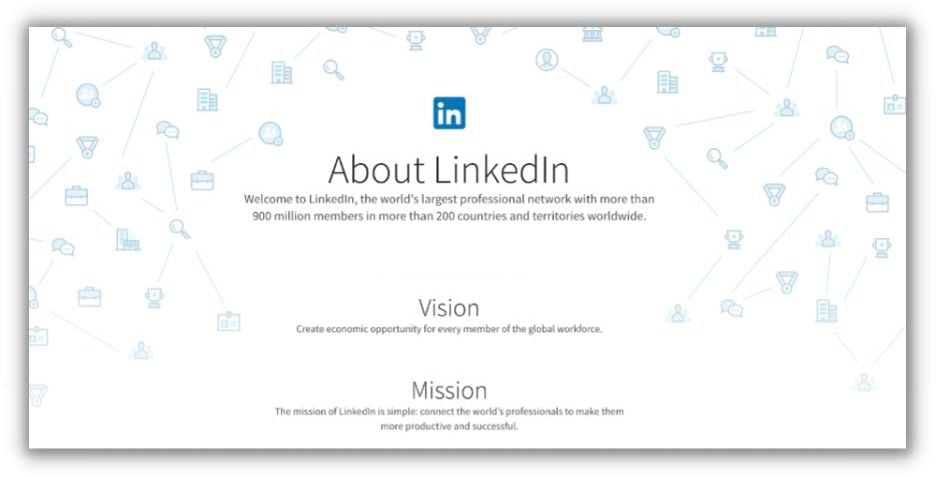 in
About LinkedIn
Welcome to LinkedIn, the world's largest professional network with more than
900 million members in more than 200 countries and territories worldwide.
Vision
Create economic opportunity for every member of the global workforce.
Mission
The mission of LinkedIn is simple: connect the world's professionals to make them
more productive and successful.